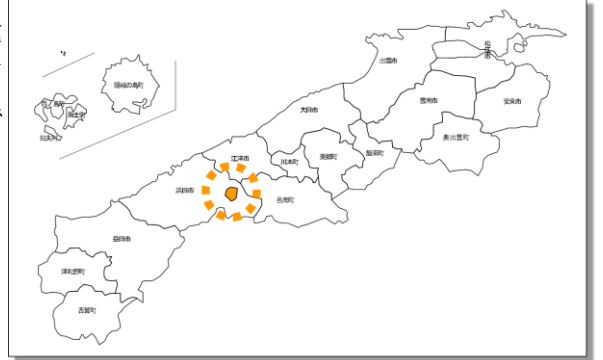 松江市
出雲市
隠岐の島町
西ノ島町
海士町
知夫村
大田市
雲南市
安来市
奥出雲町
飯南町
美郷町
川本町
江津市
邑南町
浜田市
益田市
津和野町
吉賀町